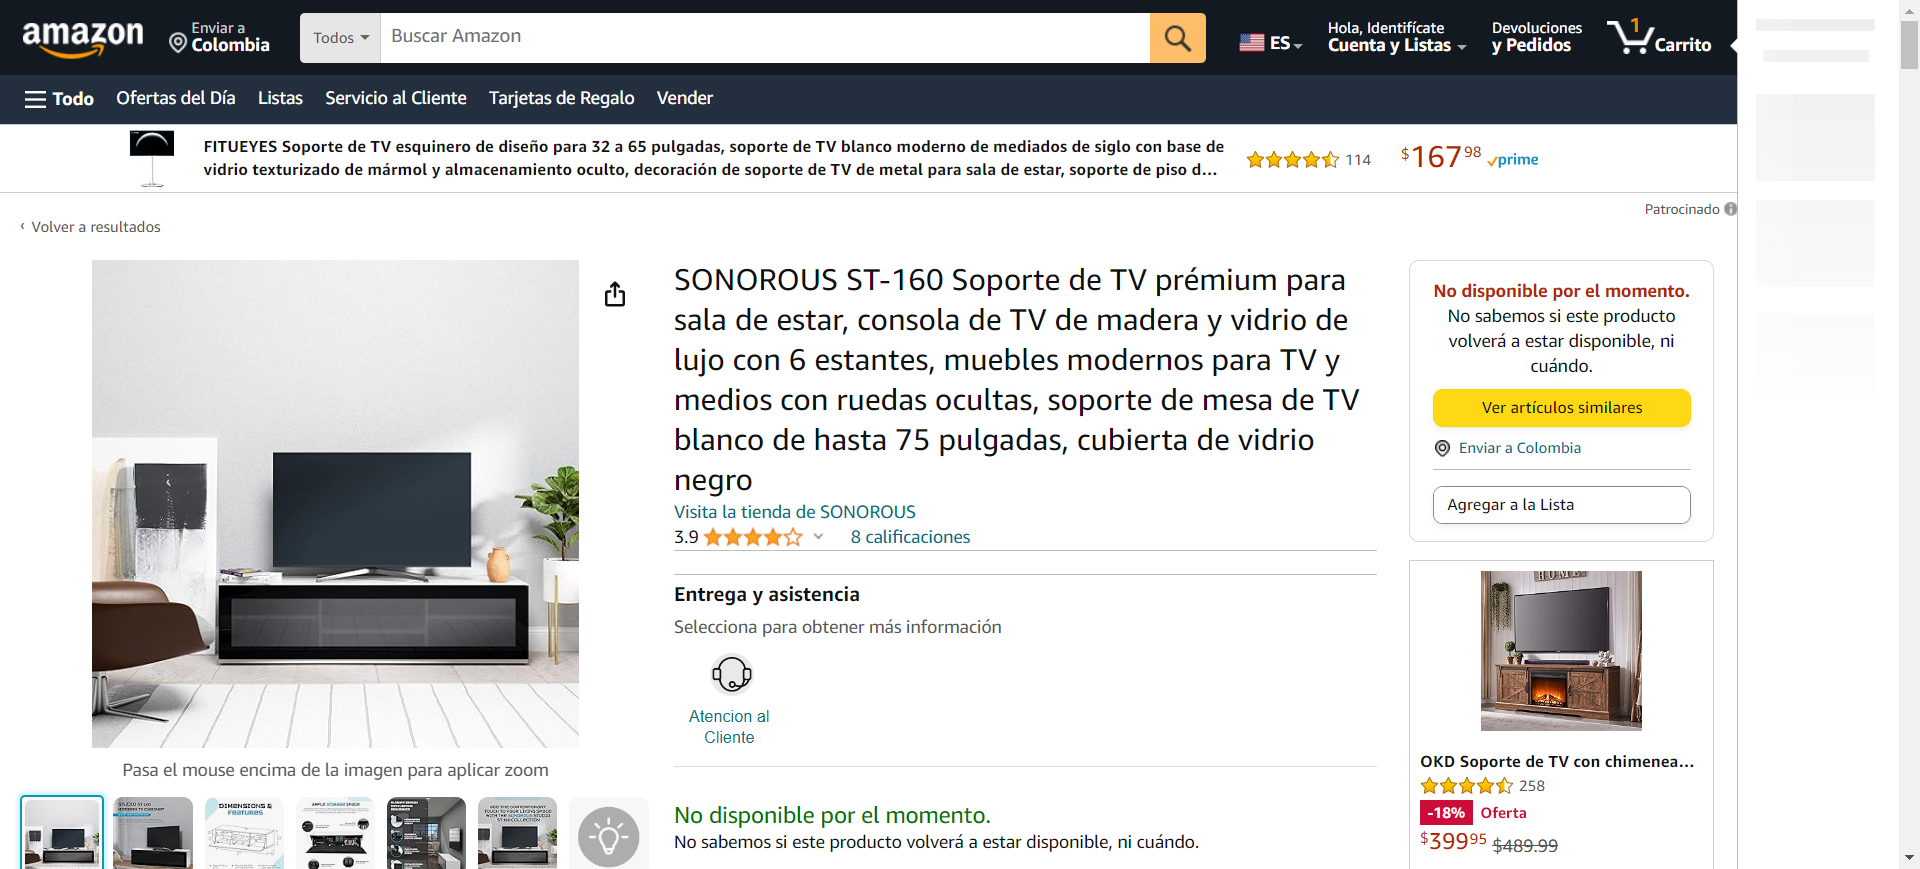 amazon
Enviar a
Colombia
Todos
Buscar Amazon
ES
Hola, Identifícate
Cuenta y Listas
Devoluciones
y Pedidos
1
Carrito
Todo
Ofertas del Día
Listas
Servicio al Cliente
Tarjetas de Regalo
Vender
FITUEYES Soporte de TV esquinero de diseño para 32 a 65 pulgadas, soporte de TV blanco moderno de mediados de siglo con base de
vidrio texturizado de mármol y almacenamiento oculto, decoración de soporte de TV de metal para sala de estar, soporte de piso d...
114
$167 98
prime
Patrocinado
‹ Volver a resultados
SONOROUS ST-160 Soporte de TV prémium para
sala de estar, consola de TV de madera y vidrio de
lujo con 6 estantes, muebles modernos para TV y
medios con ruedas ocultas, soporte de mesa de TV
blanco de hasta 75 pulgadas, cubierta de vidrio
negro
Visita la tienda de SONOROUS
3.9
8 calificaciones
Entrega y asistencia
Selecciona para obtener más información
Atencion al
Cliente
No disponible por el momento.
No sabemos si este producto volverá a estar disponible, ni cuándo.
Pasa el mouse encima de la imagen para aplicar zoom
DIMENSIONS &
FEATURES
AMPLE STORAGE SPACE
No disponible por el momento.
No sabemos si este producto
volverá a estar disponible, ni
cuándo.
Ver artículos similares
Enviar a Colombia
Agregar a la Lista
HOME
OKD Soporte de TV con chimenea...
258
-18%
Oferta
$399 95
$489.99